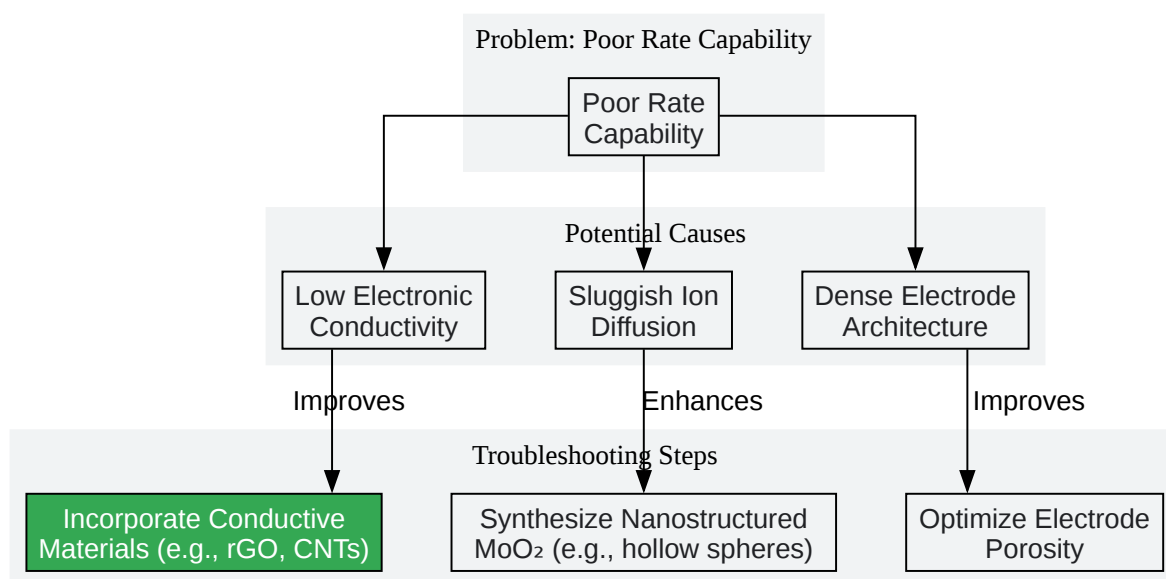 Problem: Poor Rate Capability
Poor Rate
Capability
Potential Causes
Low Electronic
Conductivity
Sluggish Ion
Diffusion
Dense Electrode
Architecture
Improves
Enhances
Improves
Troubleshooting Steps
Incorporate Conductive
Materials (e.g., rGO, CNTs)
Synthesize Nanostructured
MoO₂ (e.g., hollow spheres)
Optimize Electrode
Porosity